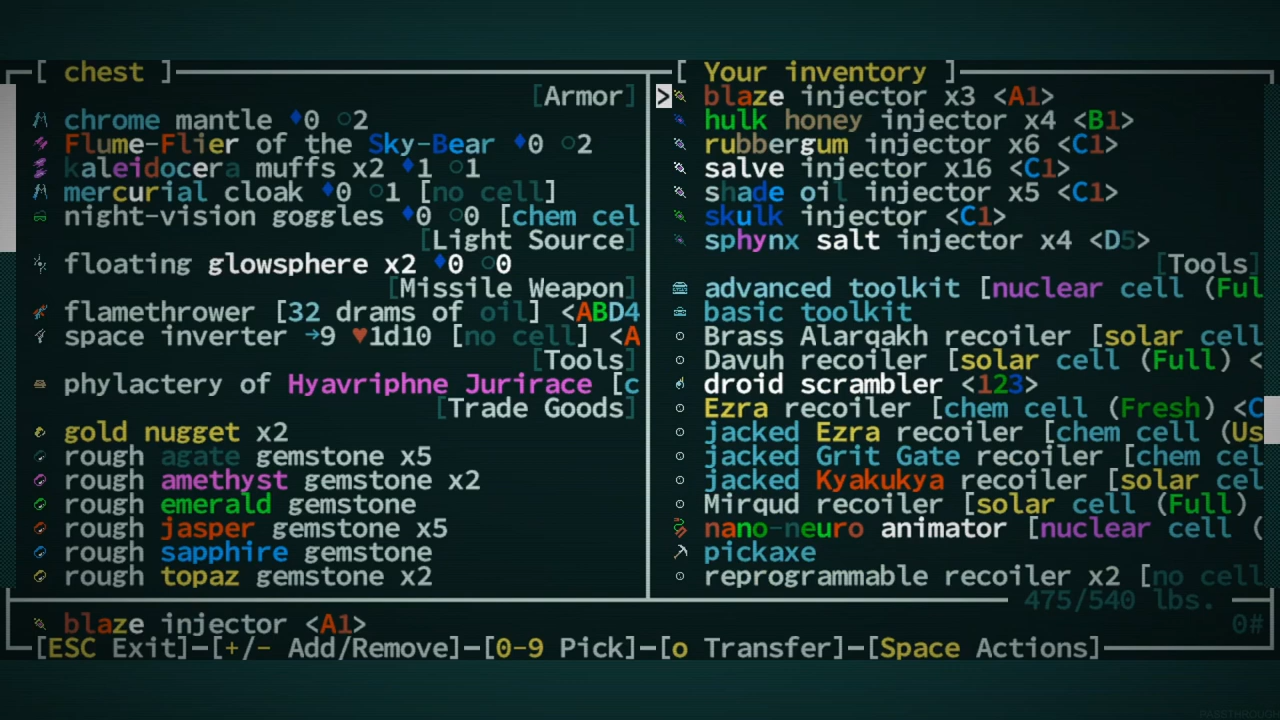 [ chest ]
[Armor]
chrome mantle ♦0 ○2
Flume-Flier of the Sky-Bear ♦0 ○2
kaleidocera muffs x2 ♦1 ○1
mercurial cloak ♦0 ○1 [no cell]
night-vision goggles ♦0 ○0 [chem cel
[Light Source]
floating glowsphere x2 ♦0 ○0
[Missile Weapon]
flamethrower [32 drams of oil] <ABD4
space inverter →9 ♥1d10 [no cell] <A
[Tools]
phylactery of Hyavriphne Jurirace [c
[Trade Goods]
gold nugget x2
rough agate gemstone x5
rough amethyst gemstone x2
rough emerald gemstone
rough jasper gemstone x5
rough sapphire gemstone
rough topaz gemstone x2
[ Your inventory ]
> blaze injector x3 <A1>
hulk honey injector x4 <B1>
rubbergum injector x6 <C1>
salve injector x16 <C1>
shade oil injector x5 <C1>
skulk injector <C1>
sphynx salt injector x4 <D5>
[Tools]
advanced toolkit [nuclear cell (Ful
basic toolkit
Brass Alarqakh recoiler [solar cell
Davuh recoiler [solar cell (Full) <
droid scrambler <123>
Ezra recoiler [chem cell (Fresh) <C
jacked Ezra recoiler [chem cell (Us
jacked Grit Gate recoiler [chem cel
jacked Kyakukya recoiler [solar cel
Mirqud recoiler [solar cell (Full)
nano-neuro animator [nuclear cell (
pickaxe
reprogrammable recoiler x2 [no cell
475/540 lbs.
blaze injector <A1>
0#
[ESC Exit]-[+/- Add/Remove]-[0-9 Pick]-[o Transfer]-[Space Actions]